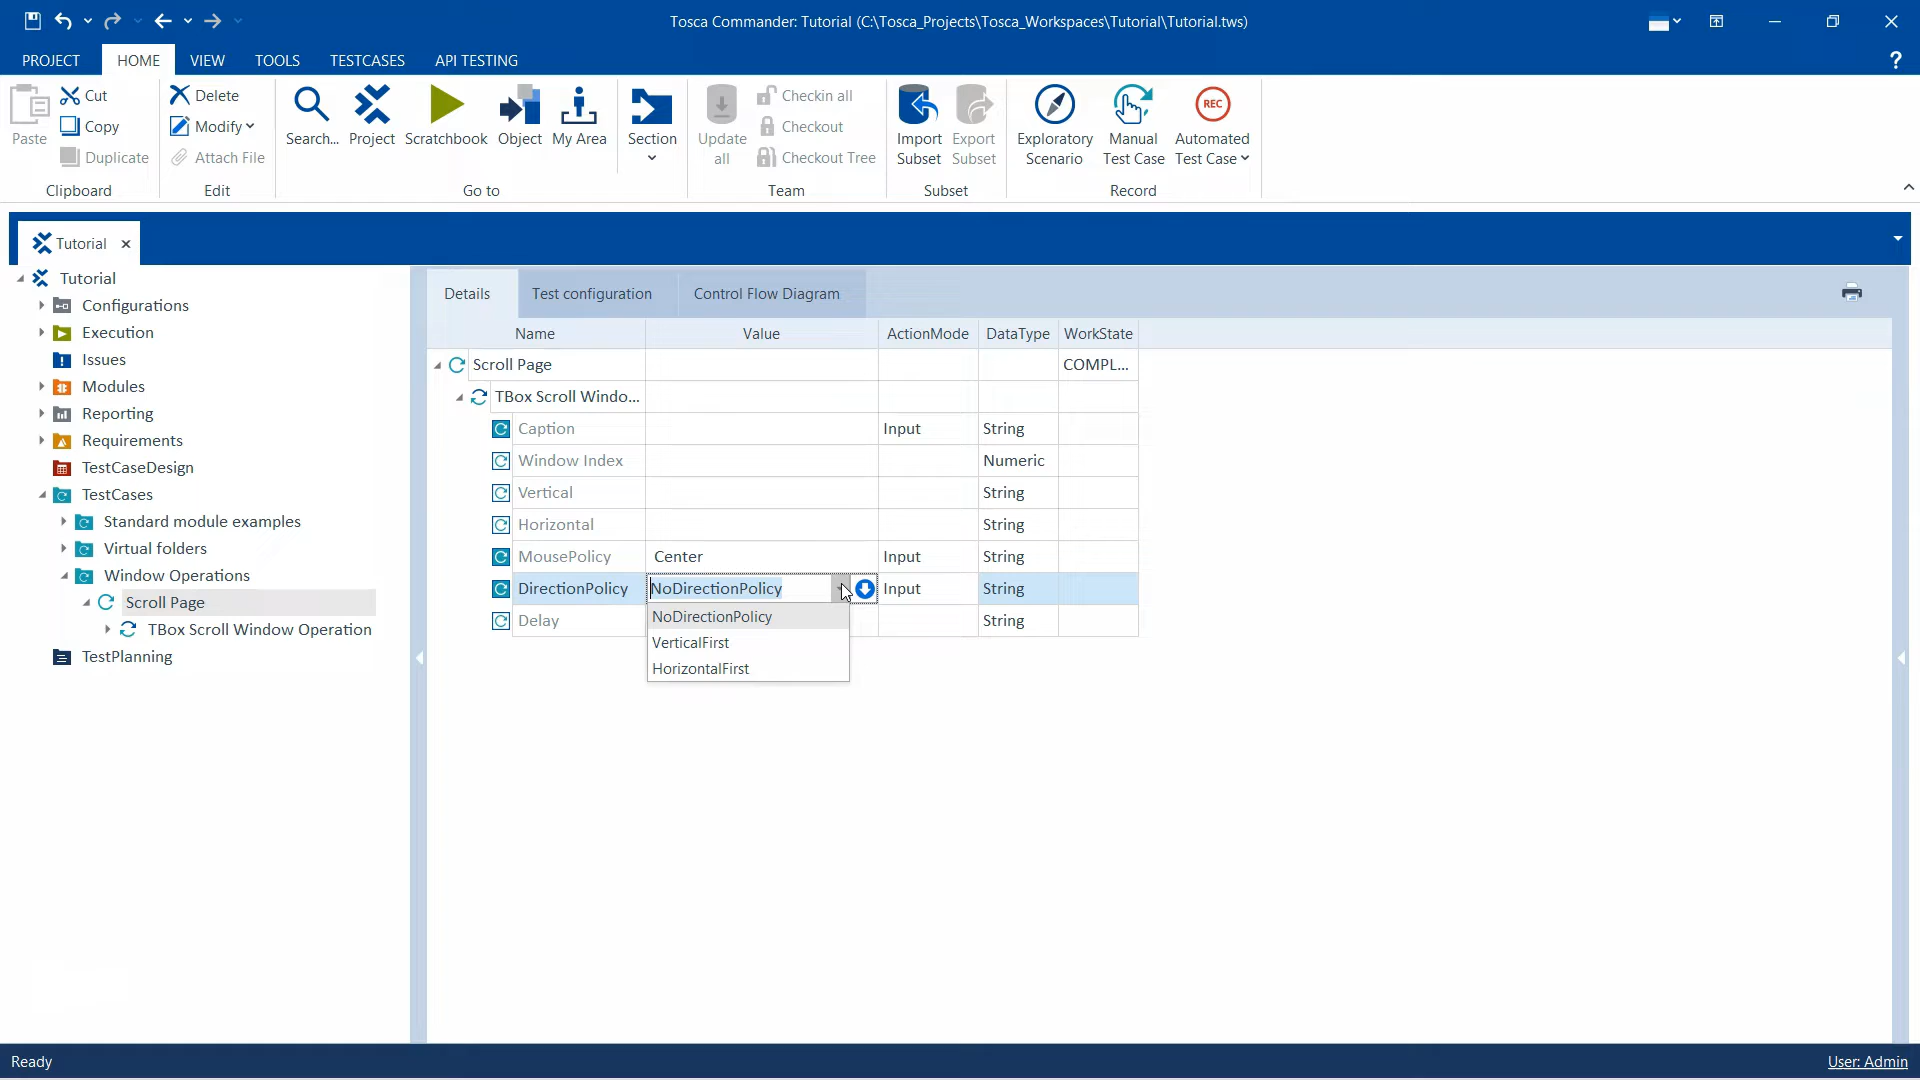 Tosca Commander: Tutorial (C:\Tosca_Projects\Tosca_Workspaces\Tutorial\Tutorial.tws)
PROJECT HOME VIEW TOOLS TESTCASES API TESTING ?
Paste
Cut
Copy
Duplicate
Clipboard
Delete
Modify
Attach File
Edit
Search... Project Scratchbook Object My Area Section
Go to
Update all
Checkin all
Checkout
Checkout Tree
Team
Import Subset
Export Subset
Subset
Exploratory Scenario
Manual Test Case
REC
Automated Test Case
Record
Tutorial
Tutorial
Configurations
Execution
Issues
Modules
Reporting
Requirements
TestCaseDesign
TestCases
Standard module examples
Virtual folders
Window Operations
Scroll Page
TBox Scroll Window Operation
TestPlanning
Details Test configuration Control Flow Diagram
Name Value ActionMode DataType WorkState
Scroll Page COMPL...
TBox Scroll Windo...
Caption Input String
Window Index Numeric
Vertical String
Horizontal String
MousePolicy Center Input String
DirectionPolicy NoDirectionPolicy Input String
Delay String
NoDirectionPolicy
VerticalFirst
HorizontalFirst
Ready User: Admin